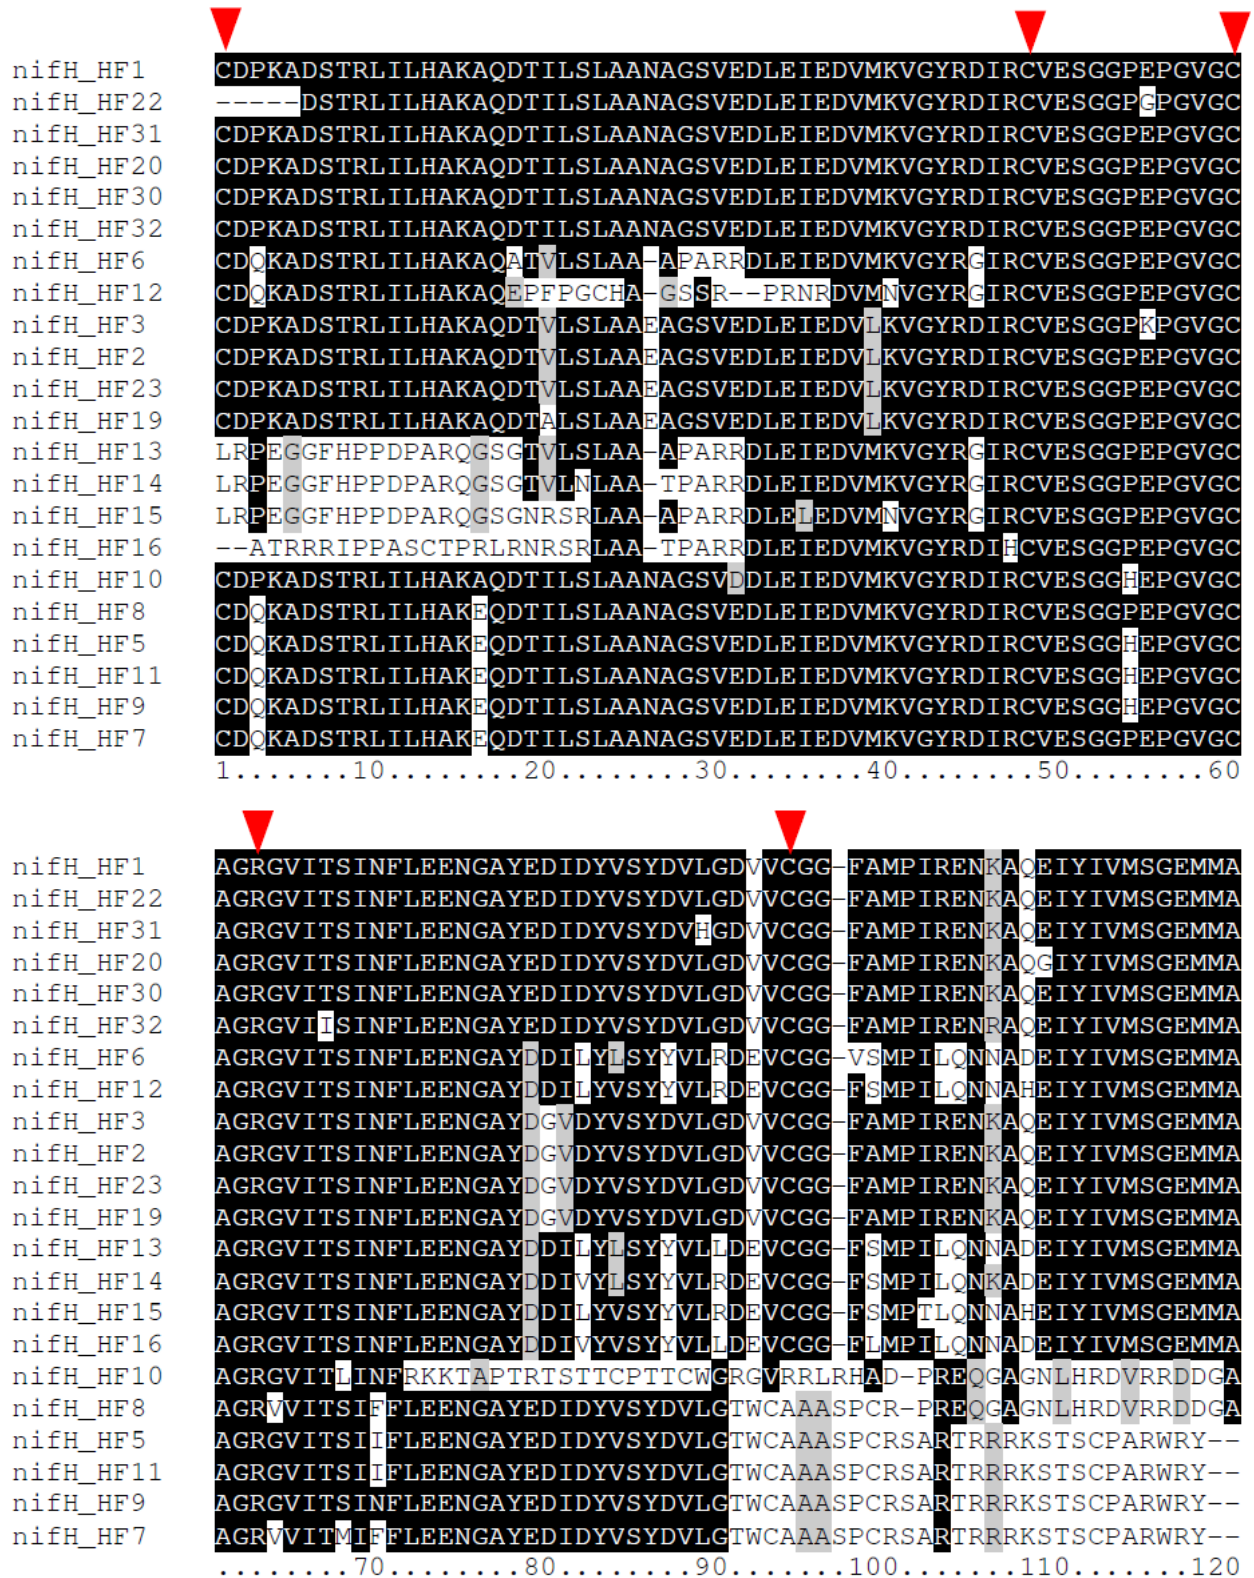 nifH_HF1 CDPKADSTRLILHAKAQDTILSLAANAGSVEDLEIEDVMKVGYRDIRCVESGGPEPGVGC
nifH_HF22 -----DSTRLILHAKAQDTILSLAANAGSVEDLEIEDVMKVGYRDIRCVESGGPGPGVGC
nifH_HF31 CDPKADSTRLILHAKAQDTILSLAANAGSVEDLEIEDVMKVGYRDIRCVESGGPEPGVGC
nifH_HF20 CDPKADSTRLILHAKAQDTILSLAANAGSVEDLEIEDVMKVGYRDIRCVESGGPEPGVGC
nifH_HF30 CDPKADSTRLILHAKAQDTILSLAANAGSVEDLEIEDVMKVGYRDIRCVESGGPEPGVGC
nifH_HF32 CDPKADSTRLILHAKAQDTILSLAANAGSVEDLEIEDVMKVGYRDIRCVESGGPEPGVGC
nifH_HF6 CDQKADSTRLILHAKAQATVLSLAA-APARRDLEIEDVMKVGYRGIRCVESGGPEPGVGC
nifH_HF12 CDQKADSTRLILHAKAQEPFPGCHA-GSSR--PRNRDVMNVGYRGIRCVESGGPEPGVGC
nifH_HF3 CDPKADSTRLILHAKAQDTVLSLAAEAGSVEDLEIEDVLKVGYRDIRCVESGGPKPGVGC
nifH_HF2 CDPKADSTRLILHAKAQDTVLSLAAEAGSVEDLEIEDVLKVGYRDIRCVESGGPEPGVGC
nifH_HF23 CDPKADSTRLILHAKAQDTVLSLAAEAGSVEDLEIEDVLKVGYRDIRCVESGGPEPGVGC
nifH_HF19 CDPKADSTRLILHAKAQDTALSLAAEAGSVEDLEIEDVLKVGYRDIRCVESGGPEPGVGC
nifH_HF13 LRPEGGFHPPDPARQGSGTVLSLAA-APARRDLEIEDVMKVGYRGIRCVESGGPEPGVGC
nifH_HF14 LRPEGGFHPPDPARQGSGTVLNLAA-TPARRDLEIEDVMKVGYRGIRCVESGGPEPGVGC
nifH_HF15 LRPEGGFHPPDPARQGSGNRSRLAA-APARRDLELEDVMNVGYRGIRCVESGGPEPGVGC
nifH_HF16 --ATRRRIPPASCTPRLRNRSRLAA-TPARRDLEIEDVMKVGYRDIHCVESGGPEPGVGC
nifH_HF10 CDPKADSTRLILHAKAQDTILSLAANAGSVDDLEIEDVMKVGYRDIRCVESGGHEPGVGC
nifH_HF8 CDQKADSTRLILHAKEQDTILSLAANAGSVEDLEIEDVMKVGYRDIRCVESGGPEPGVGC
nifH_HF5 CDQKADSTRLILHAKEQDTILSLAANAGSVEDLEIEDVMKVGYRDIRCVESGGHEPGVGC
nifH_HF11 CDQKADSTRLILHAKEQDTILSLAANAGSVEDLEIEDVMKVGYRDIRCVESGGHEPGVGC
nifH_HF9 CDQKADSTRLILHAKEQDTILSLAANAGSVEDLEIEDVMKVGYRDIRCVESGGHEPGVGC
nifH_HF7 CDQKADSTRLILHAKEQDTILSLAANAGSVEDLEIEDVMKVGYRDIRCVESGGPEPGVGC
1.......10........20........30........40........50........60
nifH_HF1 AGRGVITSINFLEENGAYEDIDYVSYDVLGDVVCGG-FAMPIRENKAQEIYIVMSGEMMA
nifH_HF22 AGRGVITSINFLEENGAYEDIDYVSYDVLGDVVCGG-FAMPIRENKAQEIYIVMSGEMMA
nifH_HF31 AGRGVITSINFLEENGAYEDIDYVSYDVHGDVVCGG-FAMPIRENKAQEIYIVMSGEMMA
nifH_HF20 AGRGVITSINFLEENGAYEDIDYVSYDVLGDVVCGG-FAMPIRENKAQGIYIVMSGEMMA
nifH_HF30 AGRGVITSINFLEENGAYEDIDYVSYDVLGDVVCGG-FAMPIRENKAQEIYIVMSGEMMA
nifH_HF32 AGRGVIISINFLEENGAYEDIDYVSYDVLGDVVCGG-FAMPIRENRAQEIYIVMSGEMMA
nifH_HF6 AGRGVITSINFLEENGAYDDILYLSYYVLRDEVCGG-VSMPILQNNADEIYIVMSGEMMA
nifH_HF12 AGRGVITSINFLEENGAYDDILYVSYYVLRDEVCGG-FSMPILQNNAHEIYIVMSGEMMA
nifH_HF3 AGRGVITSINFLEENGAYDGVDYVSYDVLGDVVCGG-FAMPIRENKAQEIYIVMSGEMMA
nifH_HF2 AGRGVITSINFLEENGAYDGVDYVSYDVLGDVVCGG-FAMPIRENKAQEIYIVMSGEMMA
nifH_HF23 AGRGVITSINFLEENGAYDGVDYVSYDVLGDVVCGG-FAMPIRENKAQEIYIVMSGEMMA
nifH_HF19 AGRGVITSINFLEENGAYDGVDYVSYDVLGDVVCGG-FAMPIRENKAQEIYIVMSGEMMA
nifH_HF13 AGRGVITSINFLEENGAYDDILYLSYYVLLDEVCGG-FSMPILQNNADEIYIVMSGEMMA
nifH_HF14 AGRGVITSINFLEENGAYDDIVYLSYYVLRDEVCGG-FSMPILQNKADEIYIVMSGEMMA
nifH_HF15 AGRGVITSINFLEENGAYDDILYVSYYVLRDEVCGG-FSMPTLQNNAHEIYIVMSGEMMA
nifH_HF16 AGRGVITSINFLEENGAYDDIVYVSYYVLLDEVCGG-FLMPILQNNADEIYIVMSGEMMA
nifH_HF10 AGRGVITLINFRKKTAPTRTSTTCPTTCWGRGVRRLRHAD-PREQGAGNLHRDVRRDDGA
nifH_HF8 AGRVVITSIFFLEENGAYEDIDYVSYDVLGTWCAAASPCR-PREQGAGNLHRDVRRDDGA
nifH_HF5 AGRGVITSIIFLEENGAYEDIDYVSYDVLGTWCAAASPCRSARTRRRKSTSCPARWRY--
nifH_HF11 AGRGVITSIIFLEENGAYEDIDYVSYDVLGTWCAAASPCRSARTRRRKSTSCPARWRY--
nifH_HF9 AGRGVITSINFLEENGAYEDIDYVSYDVLGTWCAAASPCRSARTRRRKSTSCPARWRY--
nifH_HF7 AGRVVITMIFFLEENGAYEDIDYVSYDVLGTWCAAASPCRSARTRRRKSTSCPARWRY--
........70........80........90.......100.......110.......120